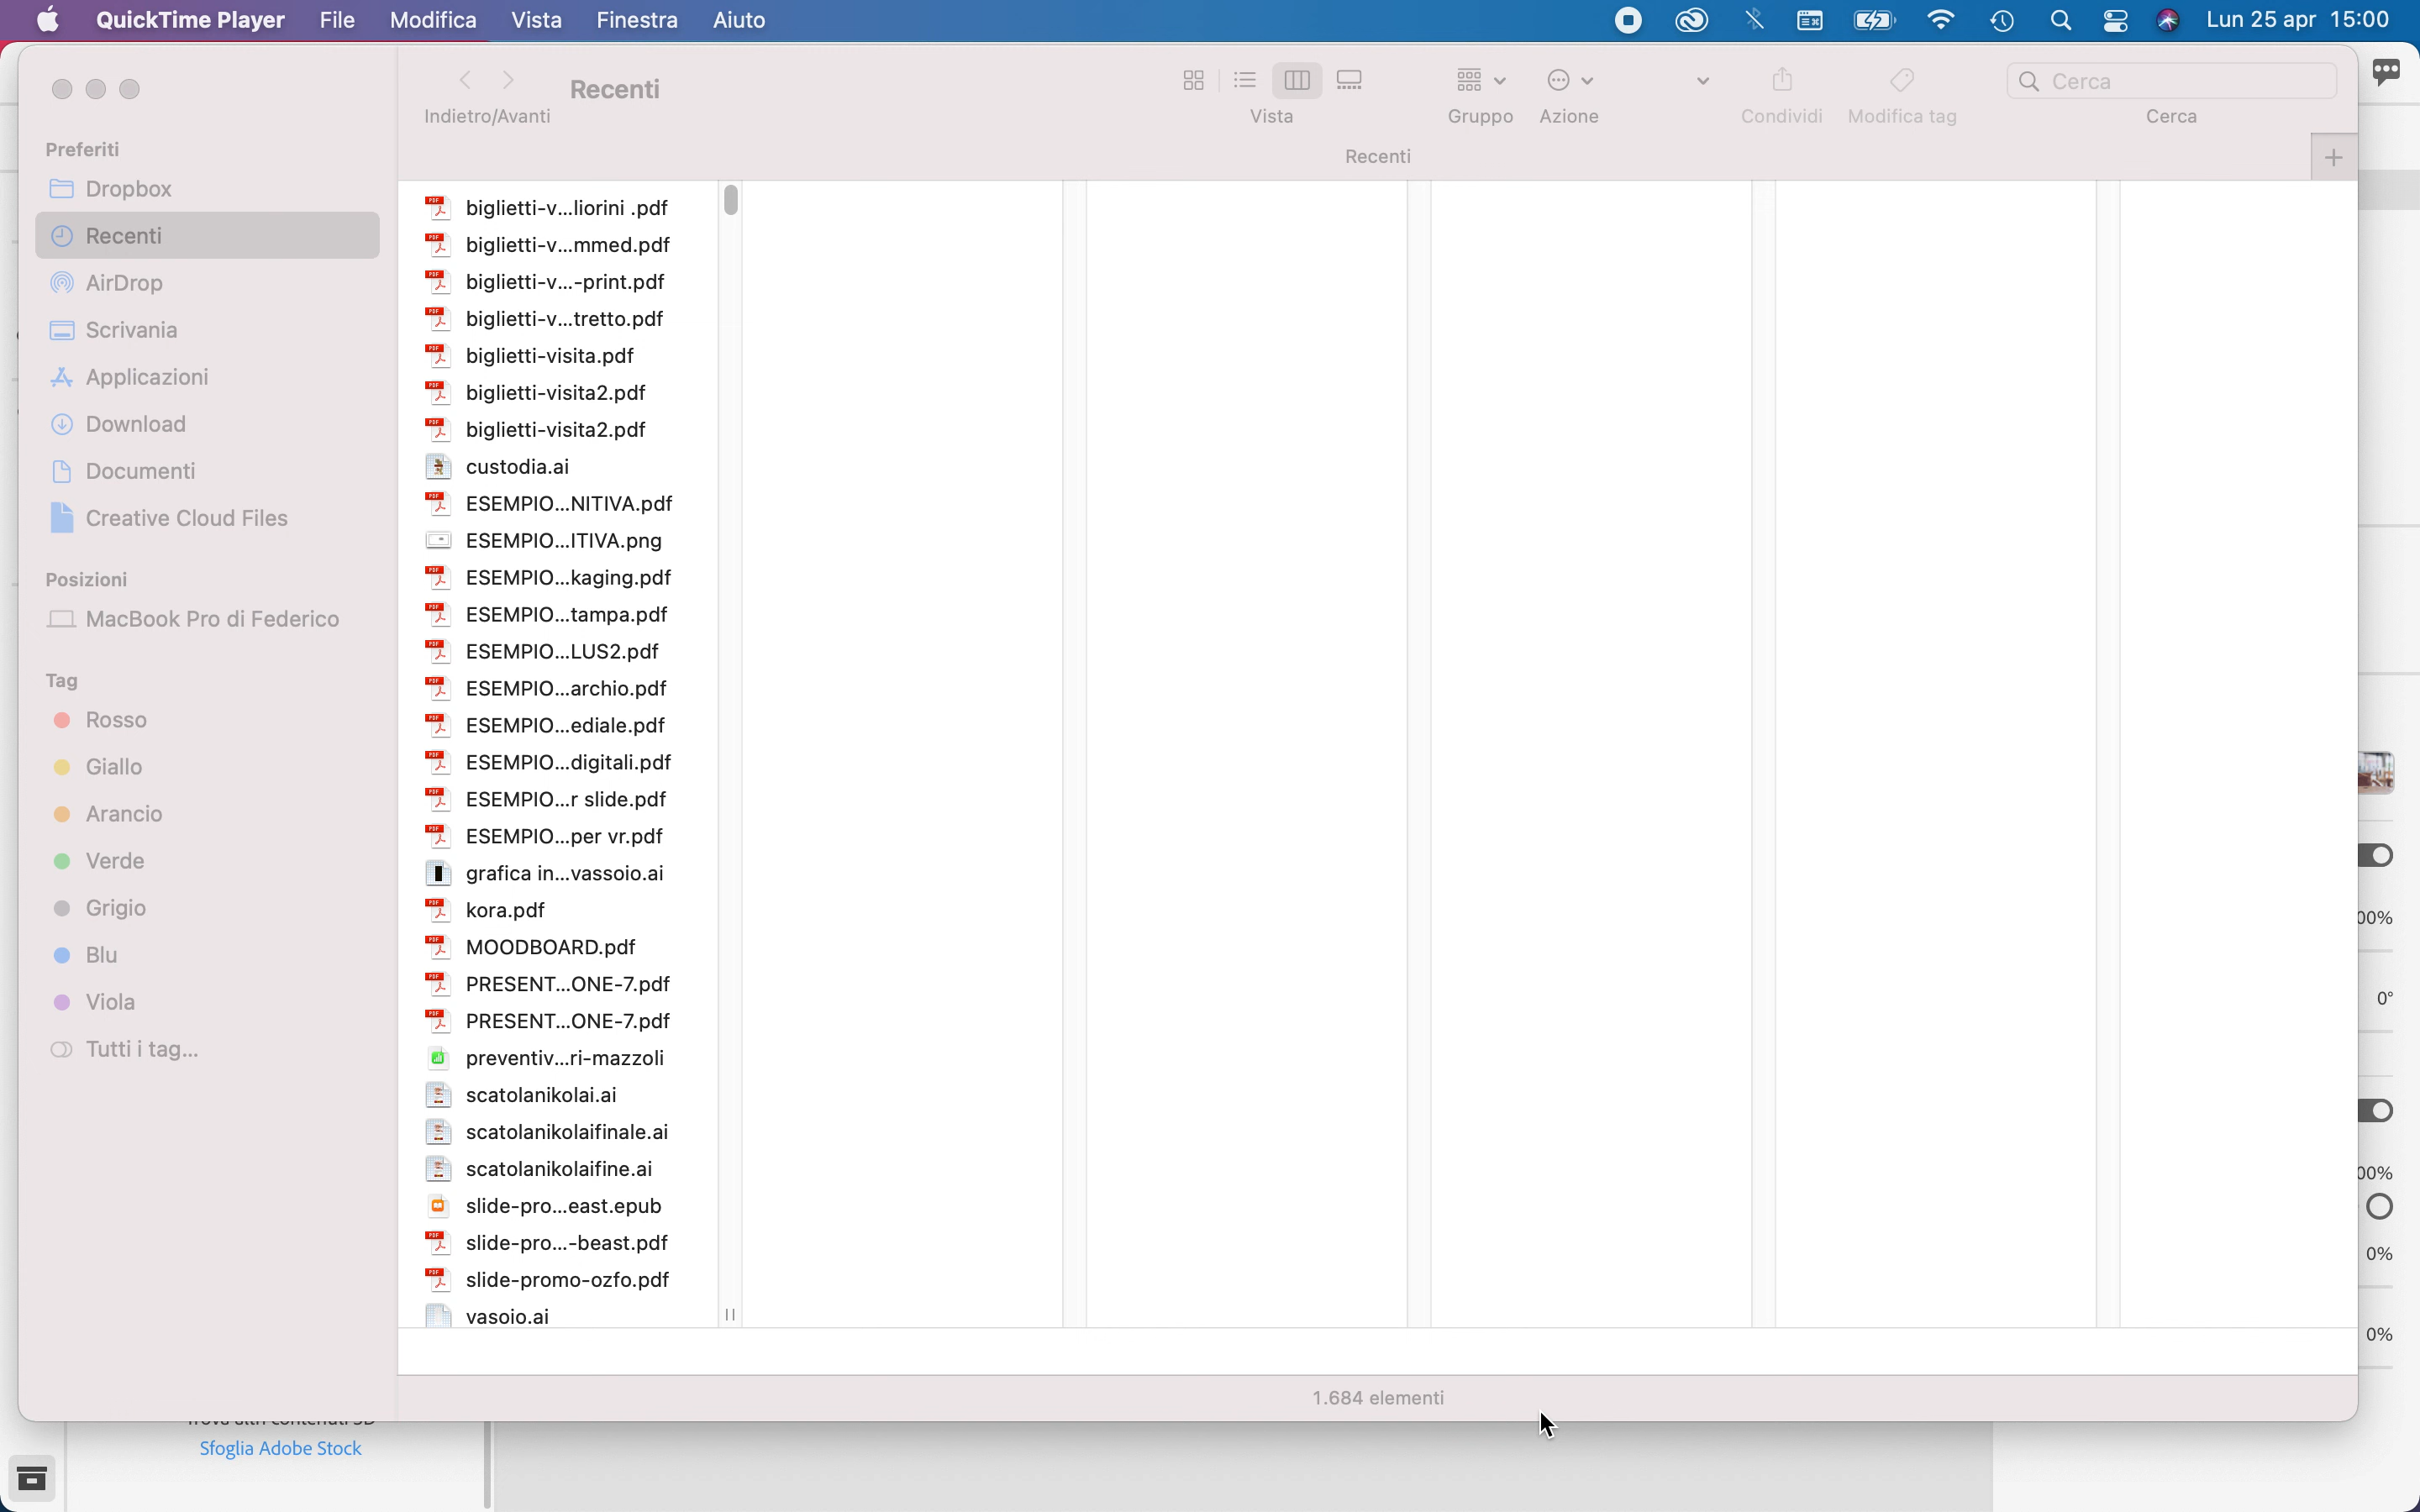 QuickTime Player File Modifica Vista Finestra Aiuto Lun 25 apr 15:00
Indietro/Avanti
Recenti
Vista
Gruppo
Azione
Condividi
Modifica tag
Cerca
Cerca
Recenti
Preferiti
Dropbox
Recenti
AirDrop
Scrivania
Applicazioni
Download
Documenti
Creative Cloud Files
Posizioni
MacBook Pro di Federico
Tag
Rosso
Giallo
Arancio
Verde
Grigio
Blu
Viola
Tutti i tag...
biglietti-v...liorini .pdf
biglietti-v...mmed.pdf
biglietti-v...-print.pdf
biglietti-v...tretto.pdf
biglietti-visita.pdf
biglietti-visita2.pdf
biglietti-visita2.pdf
custodia.ai
ESEMPIO...NITIVA.pdf
ESEMPIO...ITIVA.png
ESEMPIO...kaging.pdf
ESEMPIO...tampa.pdf
ESEMPIO...LUS2.pdf
ESEMPIO...archio.pdf
ESEMPIO...ediale.pdf
ESEMPIO...digitali.pdf
ESEMPIO...r slide.pdf
ESEMPIO...per vr.pdf
grafica in...vassoio.ai
kora.pdf
MOODBOARD.pdf
PRESENT...ONE-7.pdf
PRESENT...ONE-7.pdf
preventiv...ri-mazzoli
scatolanikolai.ai
scatolanikolaifinale.ai
scatolanikolaifine.ai
slide-pro...east.epub
slide-pro...-beast.pdf
slide-promo-ozfo.pdf
vasoio.ai
1.684 elementi
00%
0°
00%
0%
0%
Sfoglia Adobe Stock